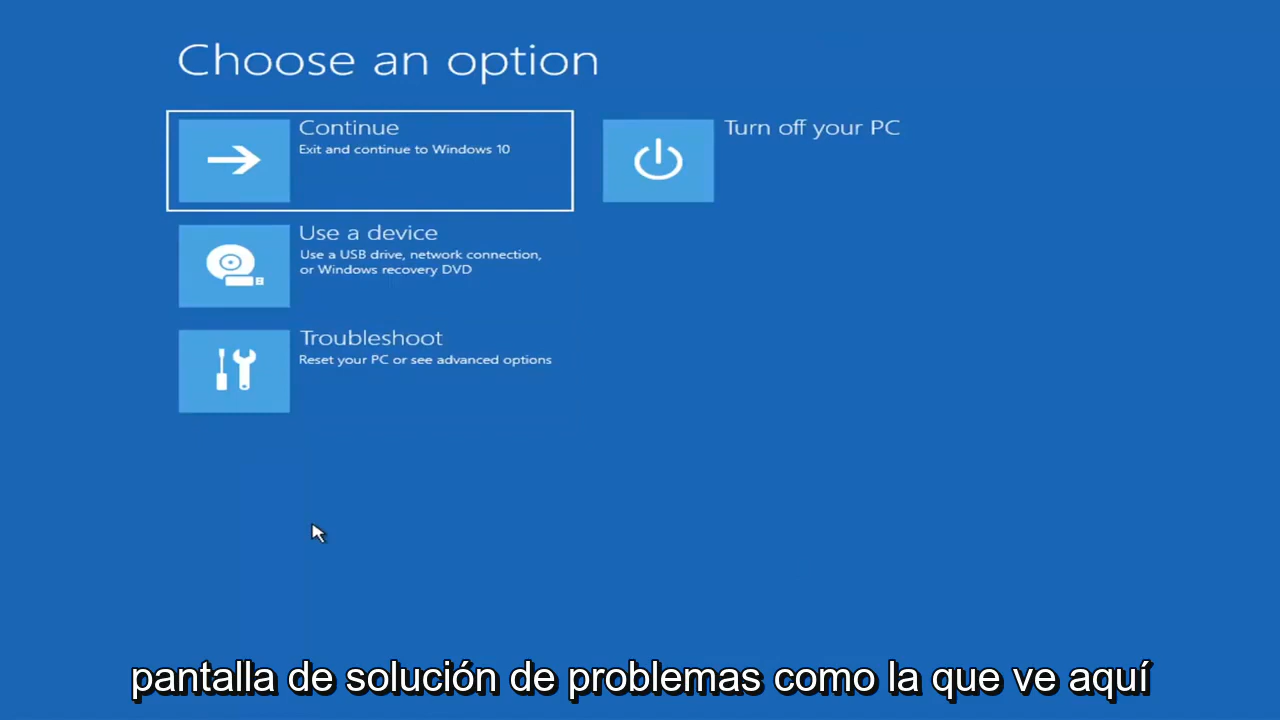 Choose an option
Continue
Exit and continue to Windows 10
Turn off your PC
Use a device
Use a USB drive, network connection,
or Windows recovery DVD
Troubleshoot
Reset your PC or see advanced options
pantalla de solución de problemas como la que ve aquí